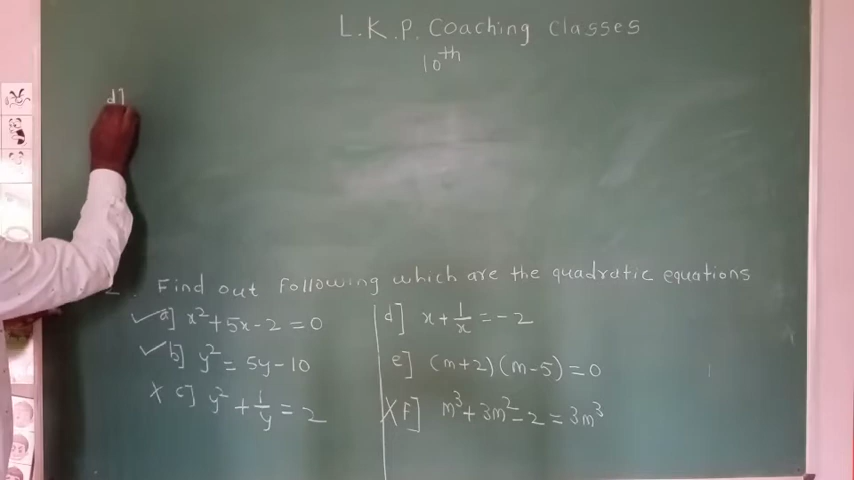 L.K.P. Coaching classes
10th
d]
2. Find out following which are the quadratic equations
✓ a] x² + 5x - 2 = 0
✓ b] y² = 5y - 10
X c] y² + 1/y = 2
d] x + 1/x = -2
e] (m+2)(m-5) = 0
X F] m³ + 3m² - 2 = 3m³